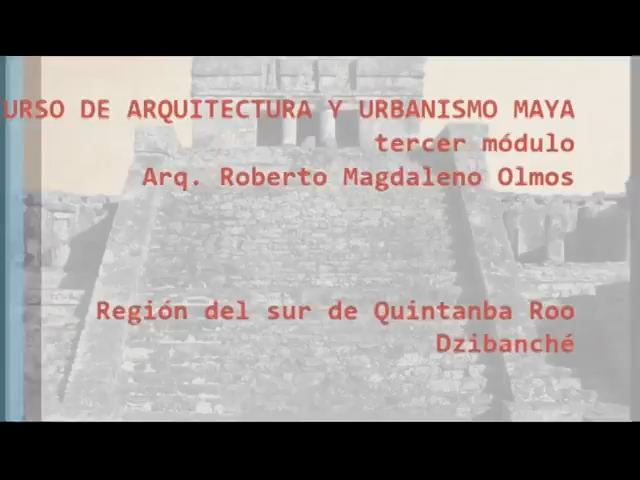 URSO DE ARQUITECTURA Y URBANISMO MAYA
tercer módulo
Arq. Roberto Magdaleno Olmos
Región del sur de Quintanba Roo
Dzibanché